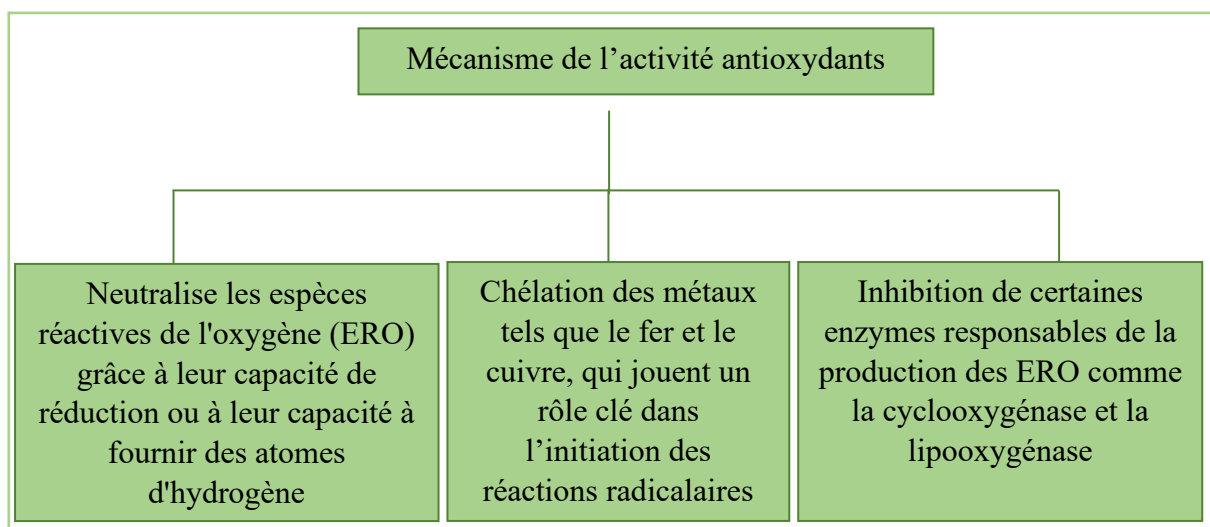 Mécanisme de l’activité antioxydants
Neutralise les espèces
réactives de l'oxygène (ERO)
grâce à leur capacité de
réduction ou à leur capacité à
fournir des atomes
d'hydrogène
Chélation des métaux
tels que le fer et le
cuivre, qui jouent un
rôle clé dans
l’initiation des
réactions radicalaires
Inhibition de certaines
enzymes responsables de la
production des ERO comme
la cyclooxygénase et la
lipooxygénase